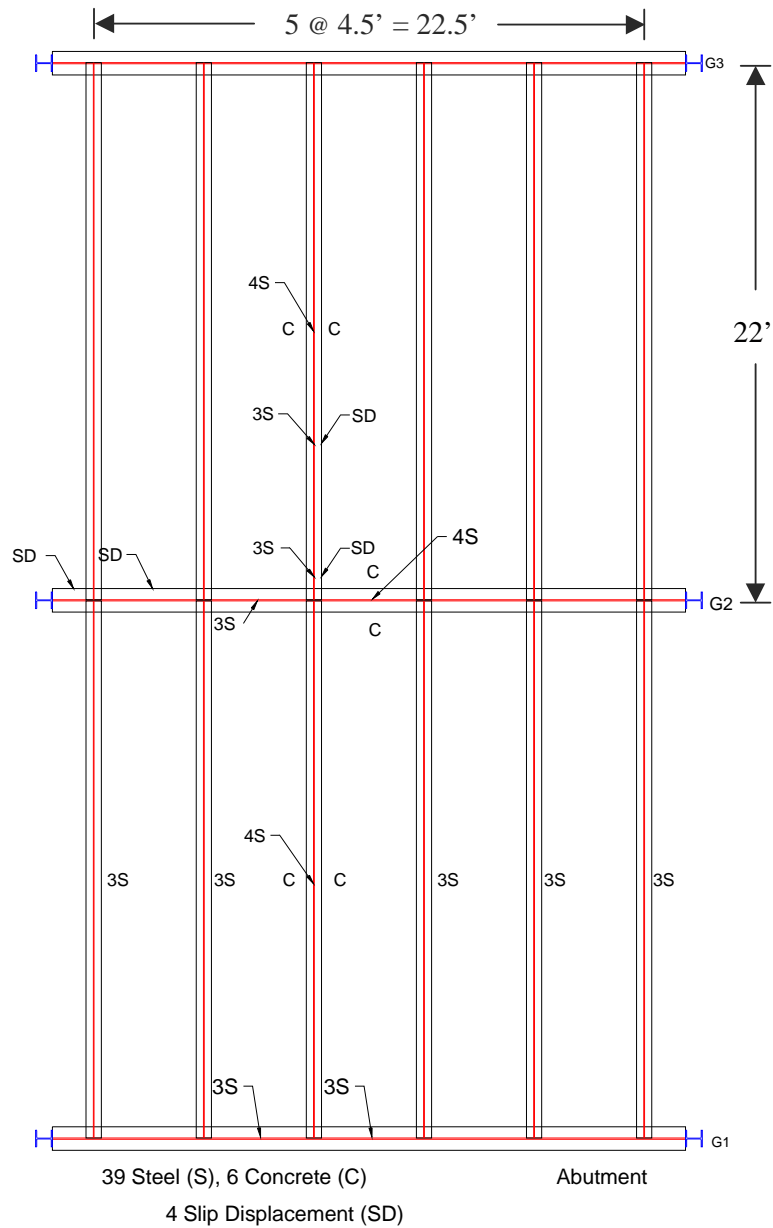 5 @ 4.5’ = 22.5’
G3
4S
C C
22’
3S SD
3S SD
4S
SD SD
C
G2
3S
C
4S
3S 3S C C 3S 3S 3S
3S 3S
G1
39 Steel (S), 6 Concrete (C) Abutment
4 Slip Displacement (SD)